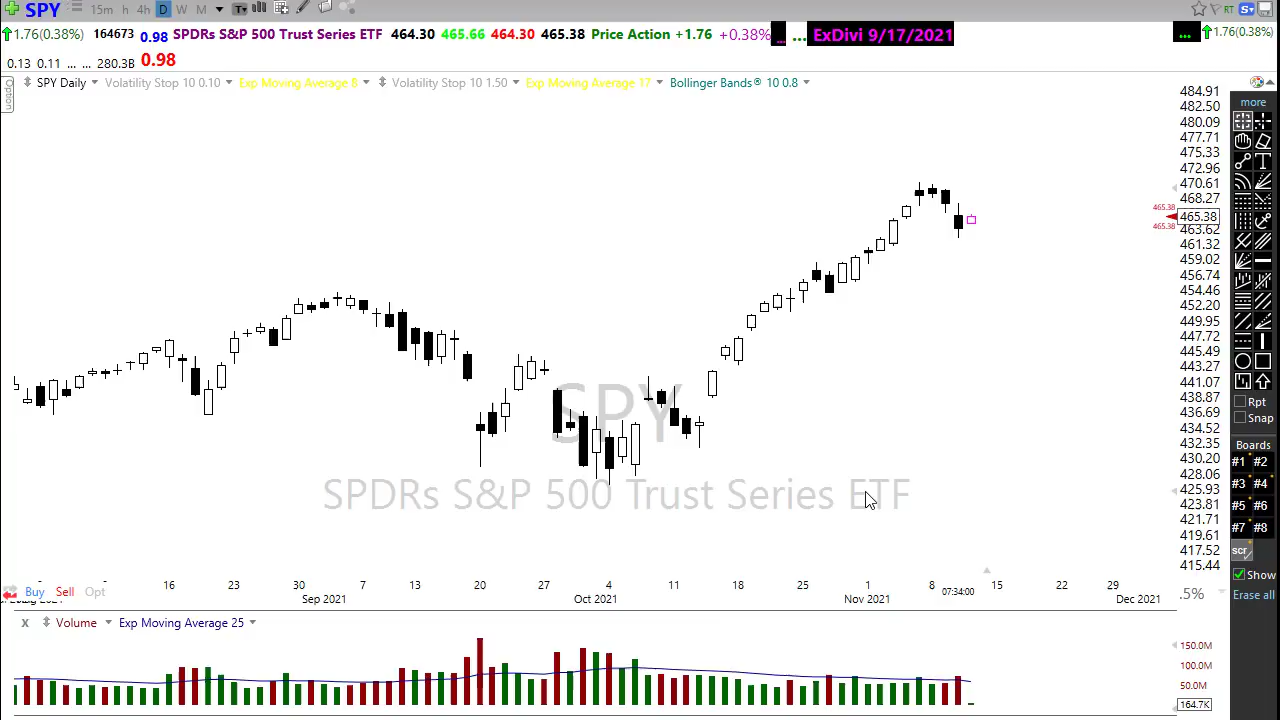 SPY 15m h 4h D W M T RT S
1.76(0.38%) 164673 0.98 SPDRs S&P 500 Trust Series ETF 464.30 465.66 464.30 465.38 Price Action +1.76 +0.38% ... ... ExDivi 9/17/2021 ... 1.76(0.38%)
0.13 0.11 ... ... 280.3B 0.98
Option
SPY Daily Volatility Stop 10 0.10 Exp Moving Average 8 Volatility Stop 10 1.50 Exp Moving Average 17 Bollinger Bands® 10 0.8
484.91
482.50
480.09
477.71
475.33
472.96
470.61
468.27
465.38
465.38
465.38
463.62
461.32
459.02
456.74
454.46
452.20
449.95
447.72
445.49
443.27
441.07
438.87
436.69
434.52
432.35
430.20
428.06
425.93
423.81
421.71
419.61
417.52
415.44
SPY
SPDRs S&P 500 Trust Series ETF
more
T
Rpt
Snap
Boards
#1 #2
#3 #4
#5 #6
#7 #8
scr
Show
Erase all
16 23 30 7 13 20 27 4 11 18 25 1 8 15 22 29
Buy Sell Opt
Sep 2021 Oct 2021 Nov 2021 07:34:00 Dec 2021
.5%
x Volume Exp Moving Average 25
150.0M
100.0M
50.0M
164.7K